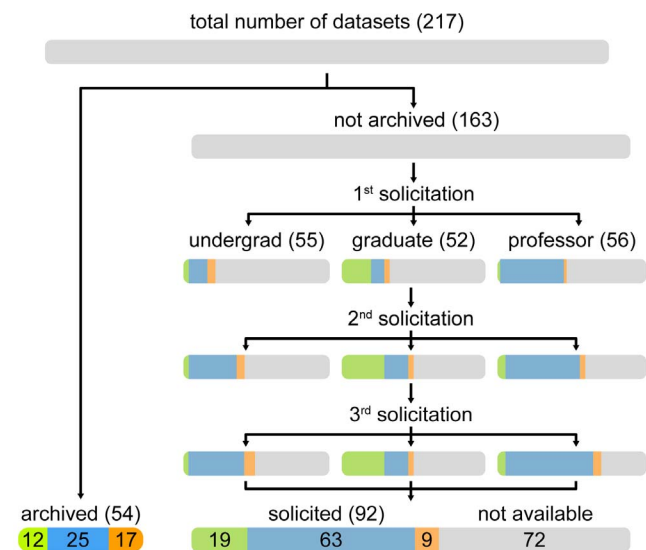 total number of datasets (217)
not archived (163)
1st solicitation
undergrad (55) graduate (52) professor (56)
2nd solicitation
3rd solicitation
archived (54) solicited (92) not available
12 25 17 19 63 9 72